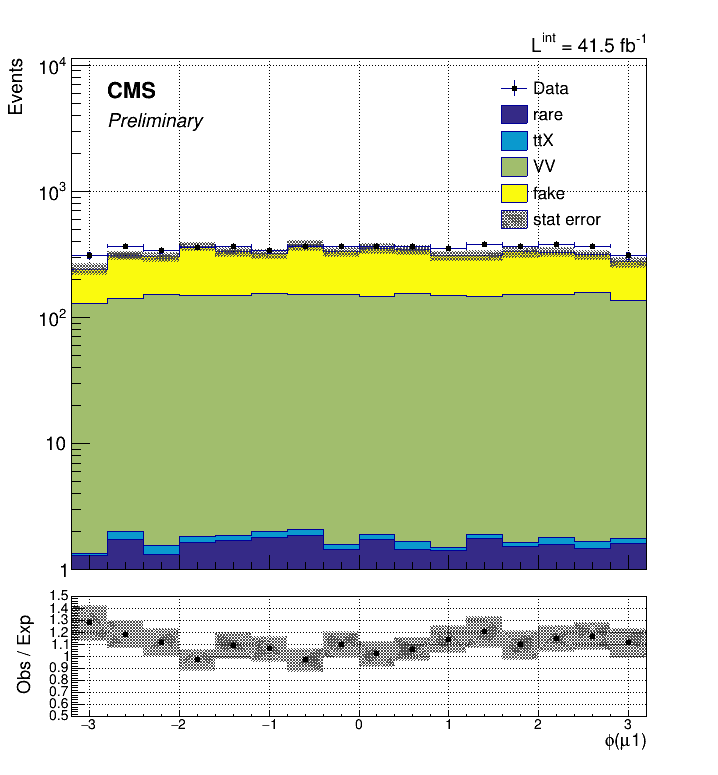 L^int = 41.5 fb^-1
Events
10^4
10^3
10^2
10
1
CMS
Preliminary
Data
rare
ttX
VV
fake
stat error
Obs / Exp
1.5
1.4
1.3
1.2
1.1
1
0.9
0.8
0.7
0.6
0.5
−3 −2 −1 0 1 2 3
ϕ(μ1)